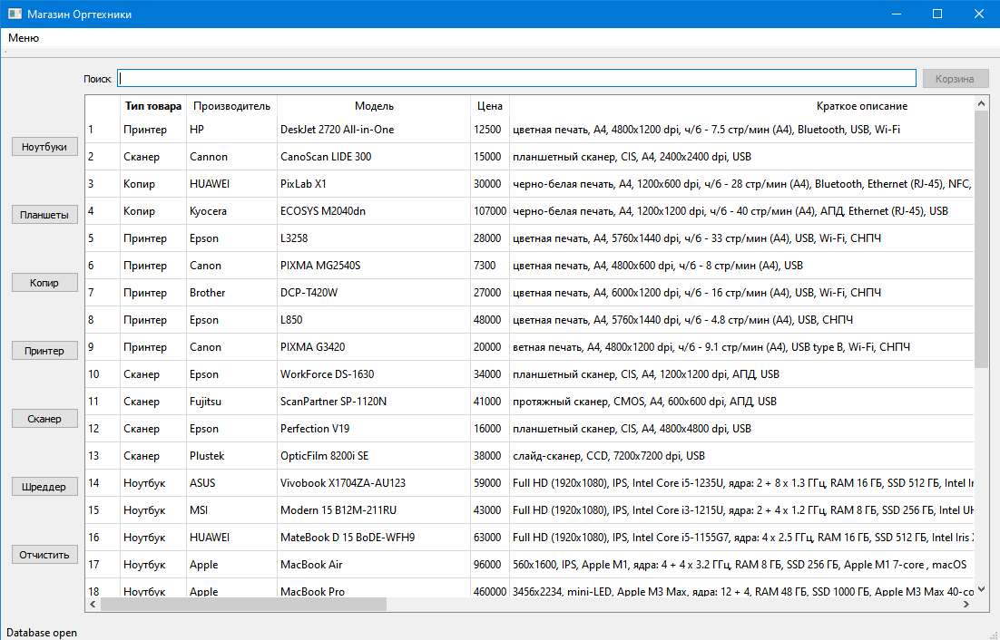 Магазин Оргтехники
Меню
Поиск Корзина
Тип товара Производитель Модель Цена Краткое описание
1 Принтер HP DeskJet 2720 All-in-One 12500 цветная печать, A4, 4800x1200 dpi, ч/б - 7.5 стр/мин (A4), Bluetooth, USB, Wi-Fi
Ноутбуки
2 Сканер Cannon CanoScan LIDE 300 15000 планшетный сканер, CIS, A4, 2400x2400 dpi, USB
3 Копир HUAWEI PixLab X1 30000 черно-белая печать, A4, 1200x600 dpi, ч/б - 28 стр/мин (A4), Bluetooth, Ethernet (RJ-45), NFC,
Планшеты
4 Копир Kyocera ECOSYS M2040dn 107000 черно-белая печать, A4, 1200x1200 dpi, ч/б - 40 стр/мин (A4), АПД, Ethernet (RJ-45), USB
5 Принтер Epson L3258 28000 цветная печать, A4, 5760x1440 dpi, ч/б - 33 стр/мин (A4), USB, Wi-Fi, СНПЧ
6 Принтер Canon PIXMA MG2540S 7300 цветная печать, A4, 4800x600 dpi, ч/б - 8 стр/мин (A4), USB
Копир
7 Принтер Brother DCP-T420W 27000 цветная печать, A4, 6000x1200 dpi, ч/б - 16 стр/мин (A4), USB, Wi-Fi, СНПЧ
8 Принтер Epson L850 48000 цветная печать, A4, 5760x1440 dpi, ч/б - 4.8 стр/мин (A4), USB, СНПЧ
9 Принтер Canon PIXMA G3420 20000 ветная печать, A4, 4800x1200 dpi, ч/б - 9.1 стр/мин (A4), USB type B, Wi-Fi, СНПЧ
Принтер
10 Сканер Epson WorkForce DS-1630 34000 планшетный сканер, CIS, A4, 1200x1200 dpi, АПД, USB
11 Сканер Fujitsu ScanPartner SP-1120N 41000 протяжный сканер, CMOS, A4, 600x600 dpi, АПД, USB
Сканер
12 Сканер Epson Perfection V19 16000 планшетный сканер, CIS, A4, 4800x4800 dpi, USB
13 Сканер Plustek OpticFilm 8200i SE 38000 слайд-сканер, CCD, 7200x7200 dpi, USB
14 Ноутбук ASUS Vivobook X1704ZA-AU123 59000 Full HD (1920x1080), IPS, Intel Core i5-1235U, ядра: 2 + 8 x 1.3 ГГц, RAM 16 ГБ, SSD 512 ГБ, Intel
Шреддер
15 Ноутбук MSI Modern 15 B12M-211RU 43000 Full HD (1920x1080), IPS, Intel Core i3-1215U, ядра: 2 + 4 x 1.2 ГГц, RAM 8 ГБ, SSD 256 ГБ, Intel
16 Ноутбук HUAWEI MateBook D 15 BoDE-WFH9 63000 Full HD (1920x1080), IPS, Intel Core i5-1155G7, ядра: 4 x 2.5 ГГц, RAM 16 ГБ, SSD 512 ГБ, Intel Iris
Отчистить
17 Ноутбук Apple MacBook Air 96000 560x1600, IPS, Apple M1, ядра: 4 + 4 x 3.2 ГГц, RAM 8 ГБ, SSD 256 ГБ, Apple M1 7-core , macOS
18 Ноутбук Apple MacBook Pro 460000 3456x2234, mini-LED, Apple M3 Max, ядра: 12 + 4, RAM 48 ГБ, SSD 1000 ГБ, Apple M3 Max 40-co
Database open